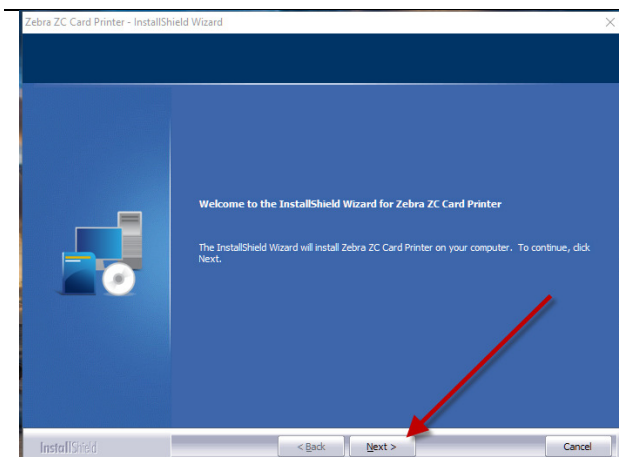 Zebra ZC Card Printer - InstallShield Wizard
Welcome to the InstallShield Wizard for Zebra ZC Card Printer
The InstallShield Wizard will install Zebra ZC Card Printer on your computer. To continue, click
Next.
InstallShield
< Back
Next >
Cancel